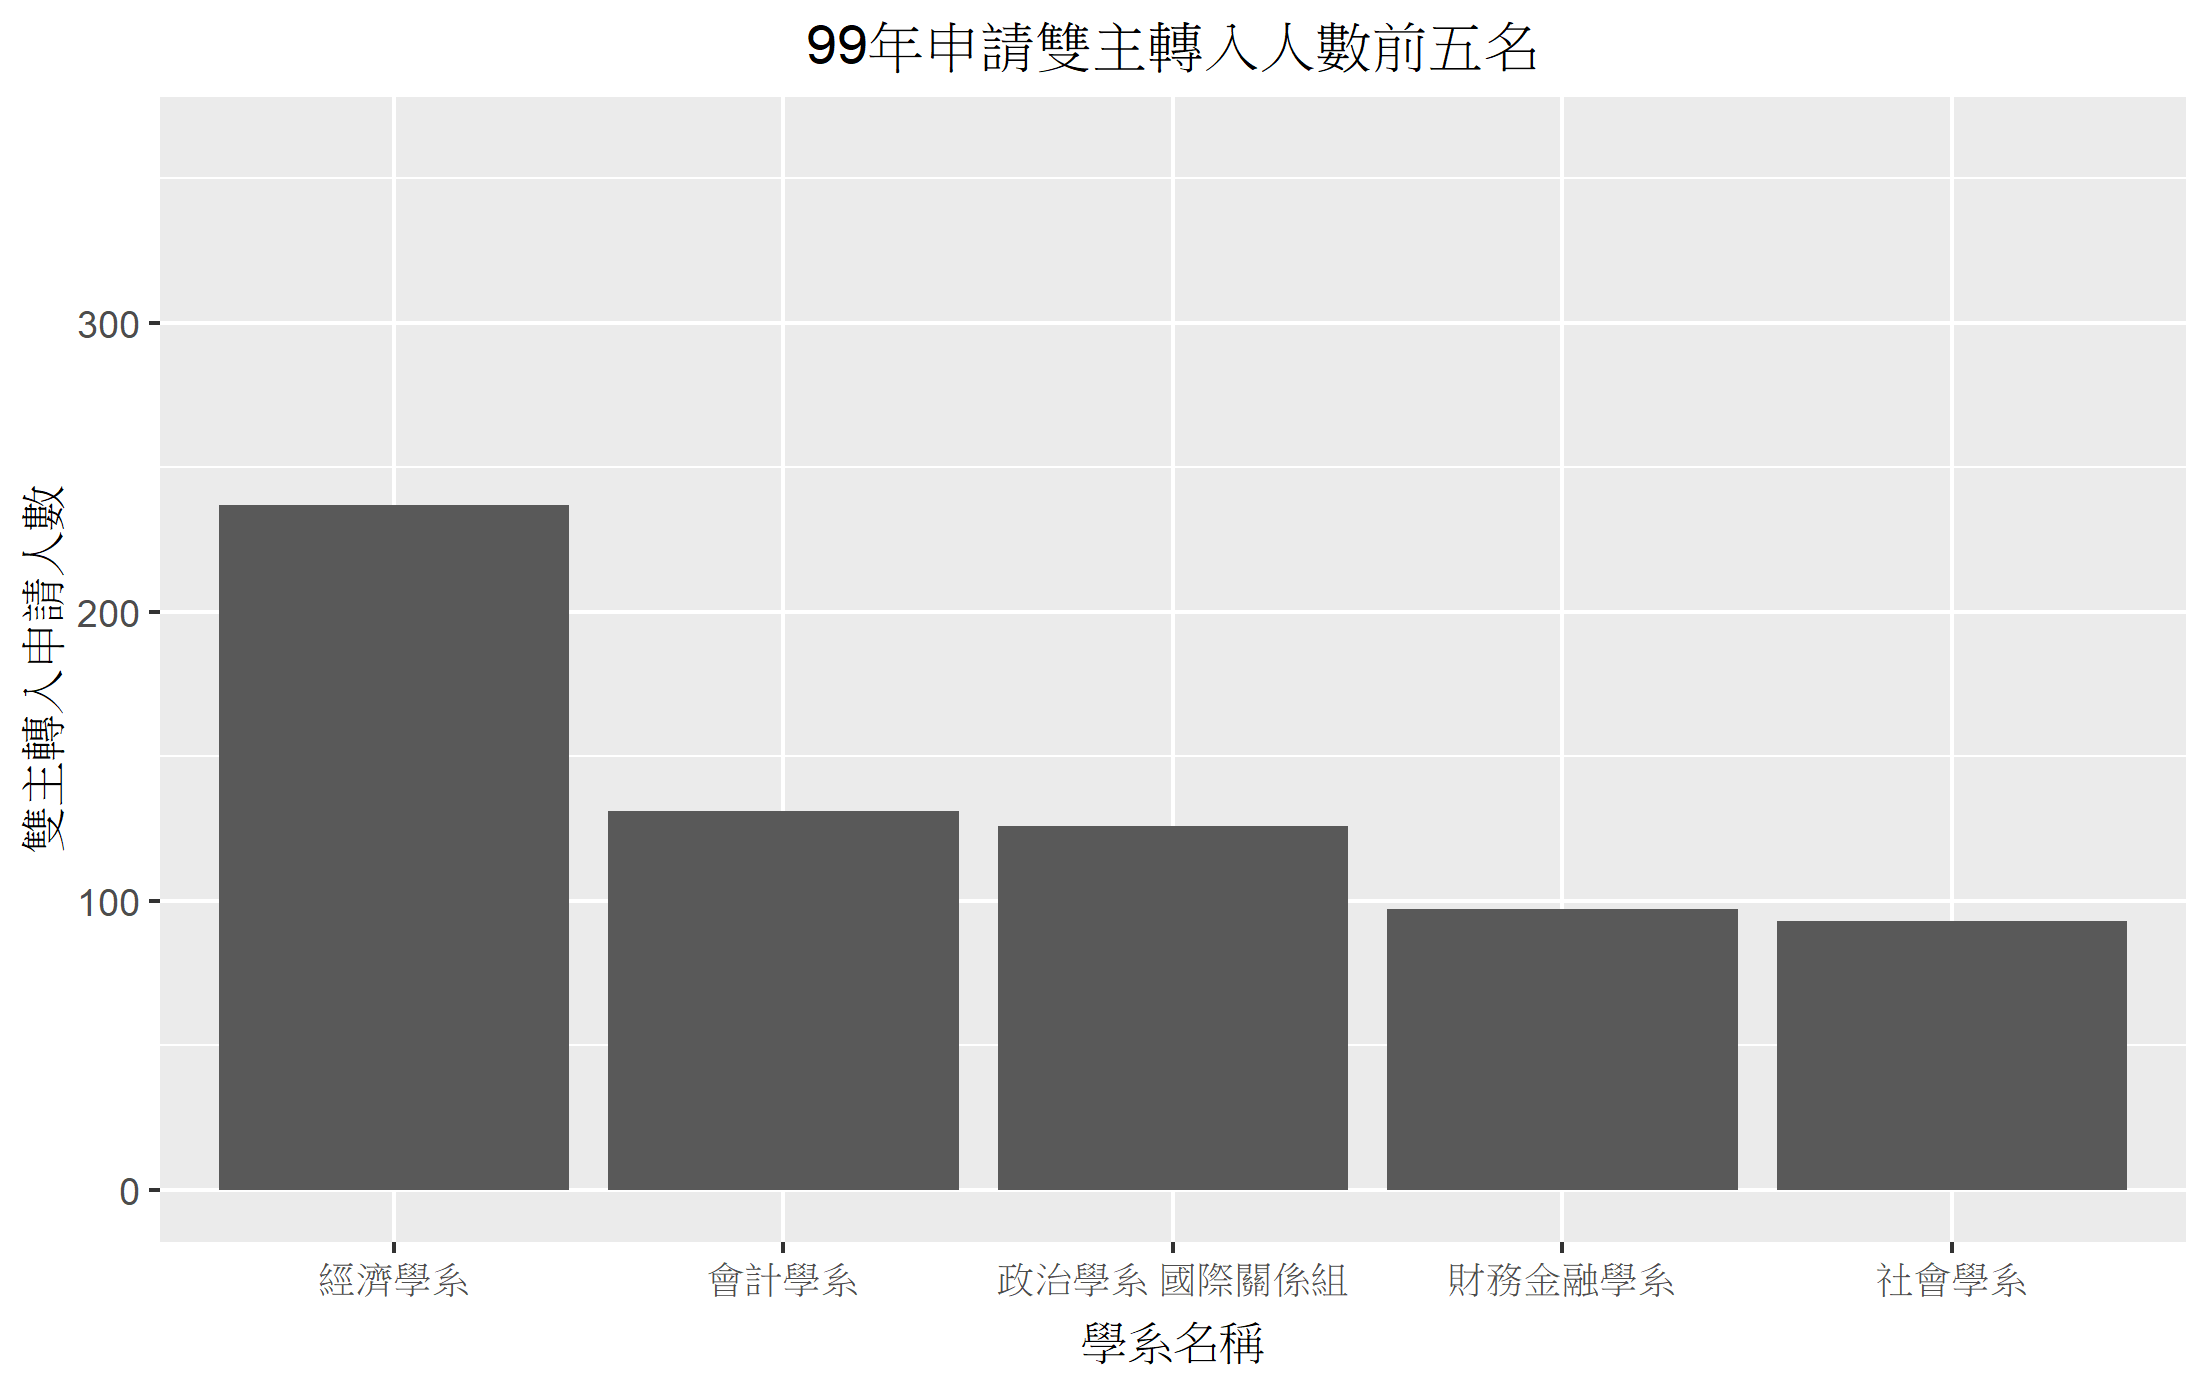 99年申請雙主轉入人數前五名
雙主轉入申請人數
300
200
100
0
經濟學系
會計學系
政治學系 國際關係組
財務金融學系
社會學系
學系名稱